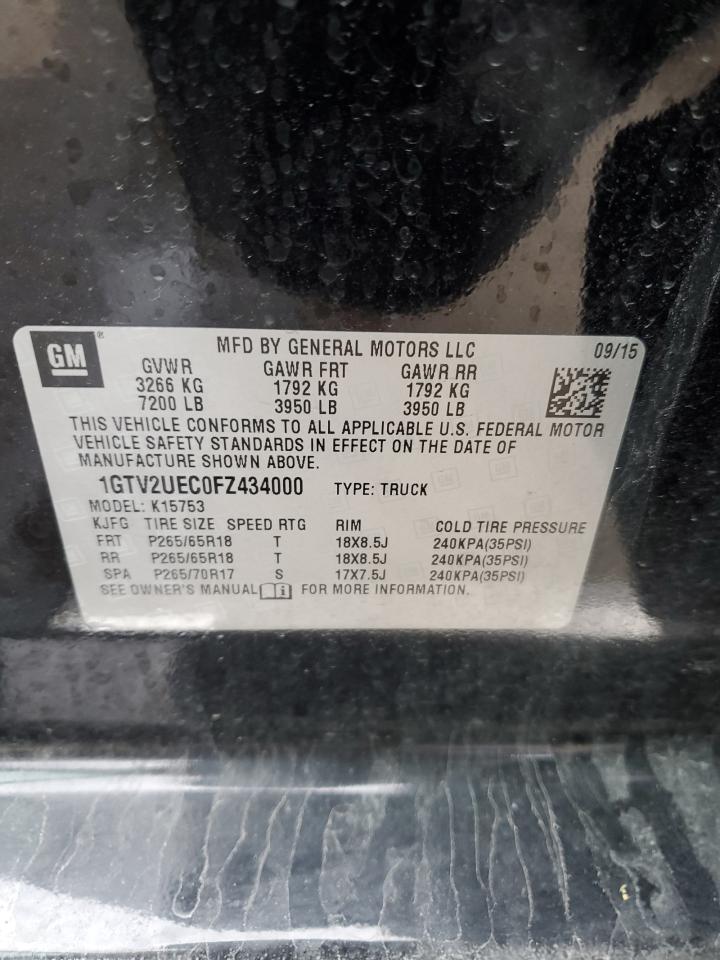 GM ® MFD BY GENERAL MOTORS LLC 09/15
GVWR GAWR FRT GAWR RR
3266 KG 1792 KG 1792 KG
7200 LB 3950 LB 3950 LB
THIS VEHICLE CONFORMS TO ALL APPLICABLE U.S. FEDERAL MOTOR
VEHICLE SAFETY STANDARDS IN EFFECT ON THE DATE OF
MANUFACTURE SHOWN ABOVE.
1GTV2UEC0FZ434000 TYPE: TRUCK
MODEL: K15753
KJFG TIRE SIZE SPEED RTG RIM COLD TIRE PRESSURE
FRT P265/65R18 T 18X8.5J 240KPA(35PSI)
RR P265/65R18 T 18X8.5J 240KPA(35PSI)
SPA P265/70R17 S 17X7.5J 240KPA(35PSI)
SEE OWNER'S MANUAL i FOR MORE INFORMATION.